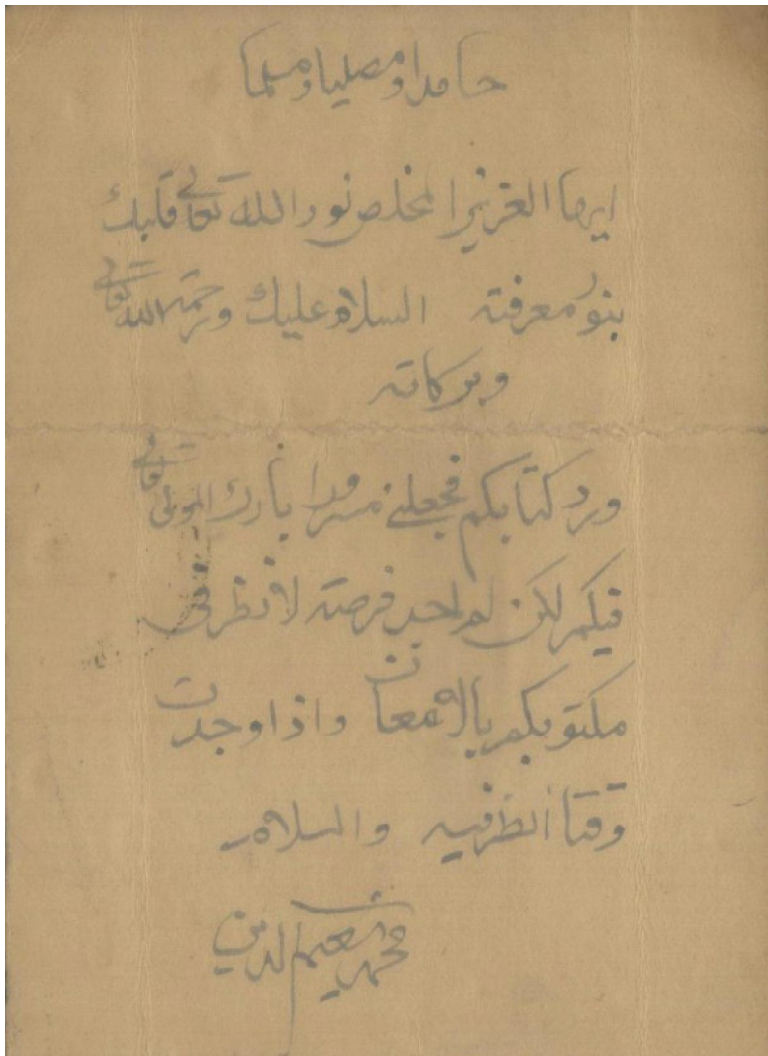 حامدا ومصليا ومسلما
ايها العزيز المخلص نور الله تعالى قلبك
بنور معرفته السلام عليك ورحمة الله تعالى
وبركاته
ورد كتابكم فجعلني مسرورا بارك المولى تعالى
فيكم لكن لم اجد فرصة لانظر في
مكتوبكم بالامعان واذا وجدت
وقتا انظر فيه والسلام
محمد نعيم الدين